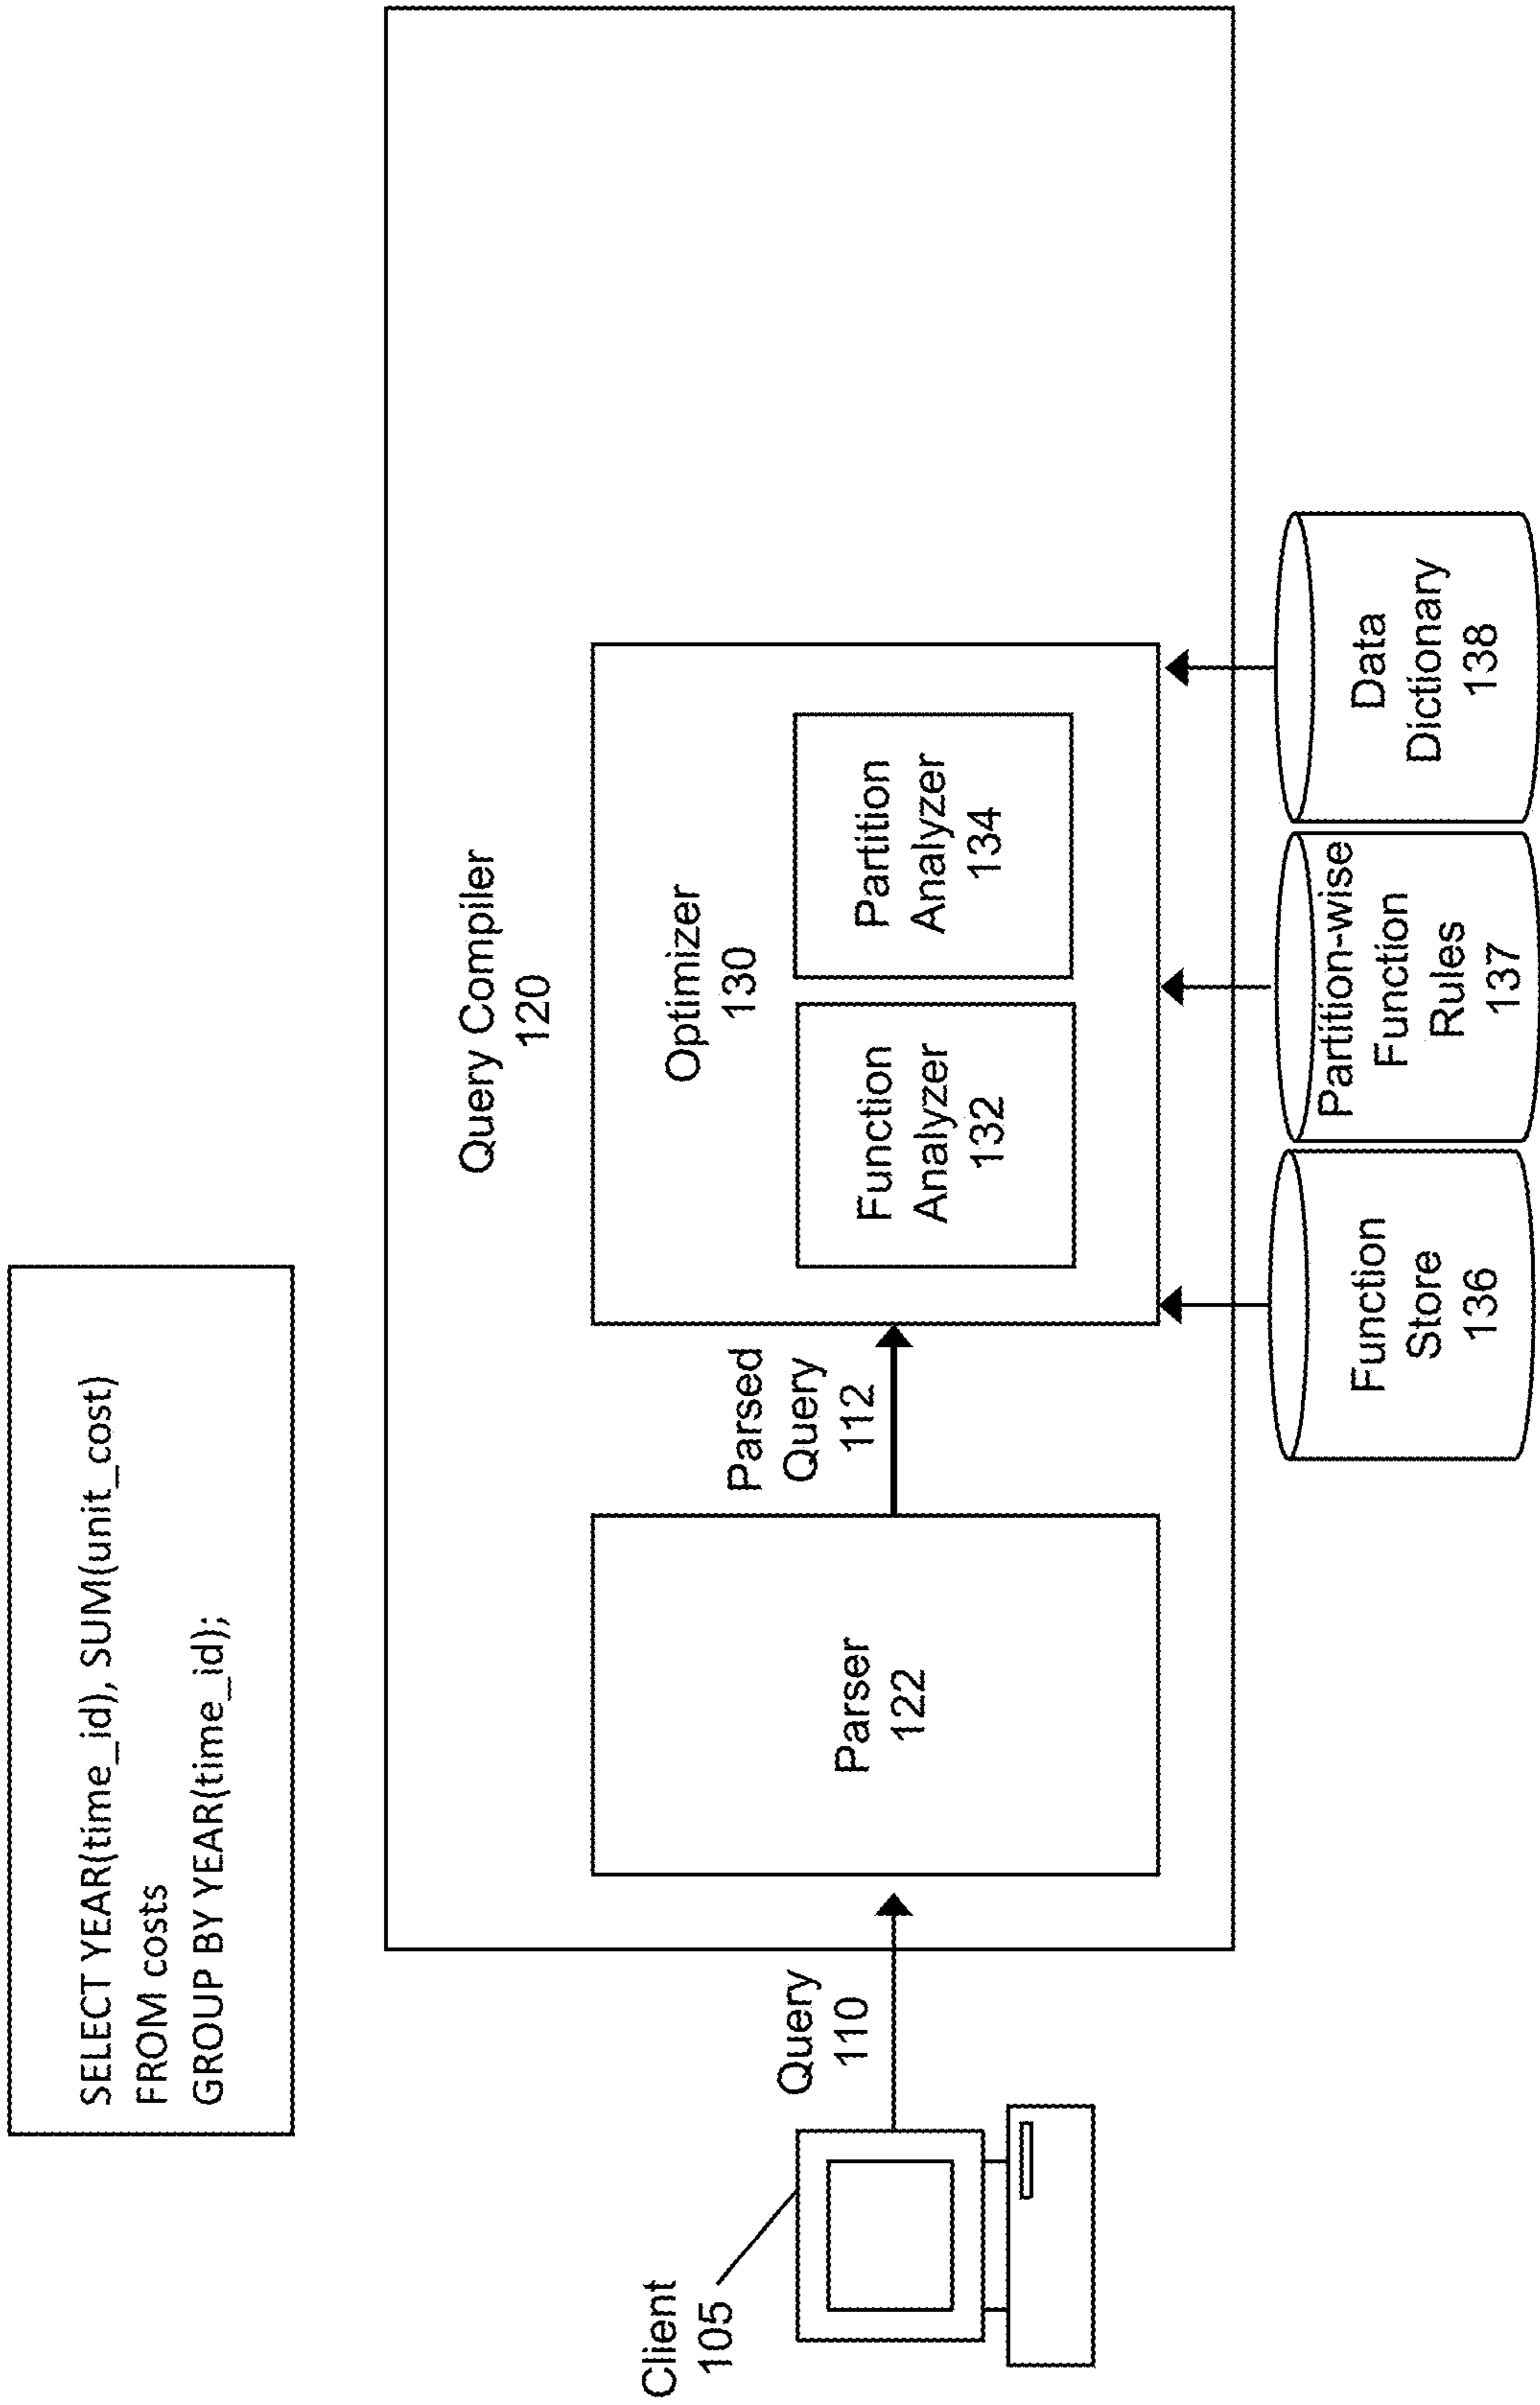 SELECT YEAR(time_id), SUM(unit_cost)
FROM costs
GROUP BY YEAR(time_id);
Query Compiler
120
Client
105
Query
110
Parser
122
Parsed
Query
112
Optimizer
130
Function
Analyzer
132
Partition
Analyzer
134
Function
Store
136
Partition-wise
Function
Rules
137
Data
Dictionary
138